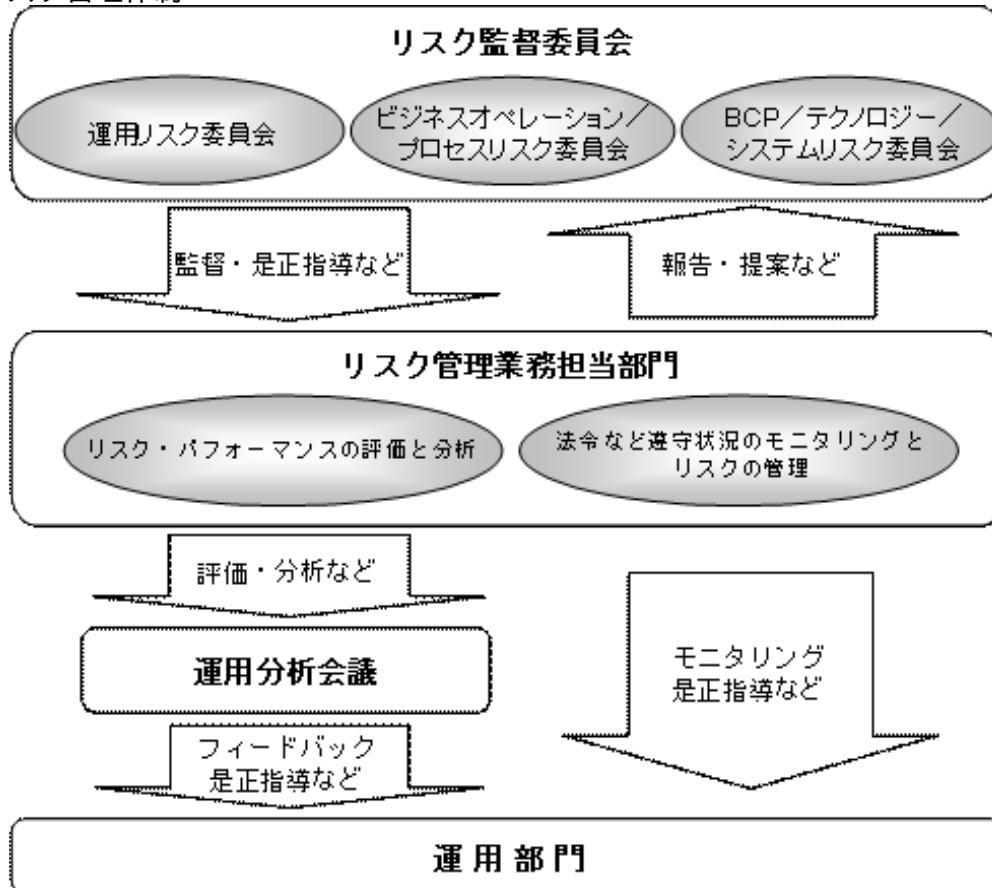 リスク監督委員会
運用リスク委員会
ビジネスオペレーション／
プロセスリスク委員会
BCP／テクノロジー／
システムリスク委員会
監督・是正指導など
報告・提案など
リスク管理業務担当部門
リスク・パフォーマンスの評価と分析
法令など遵守状況のモニタリングと
リスクの管理
評価・分析など
運用分析会議
モニタリング
是正指導など
フィードバック
是正指導など
運用部門